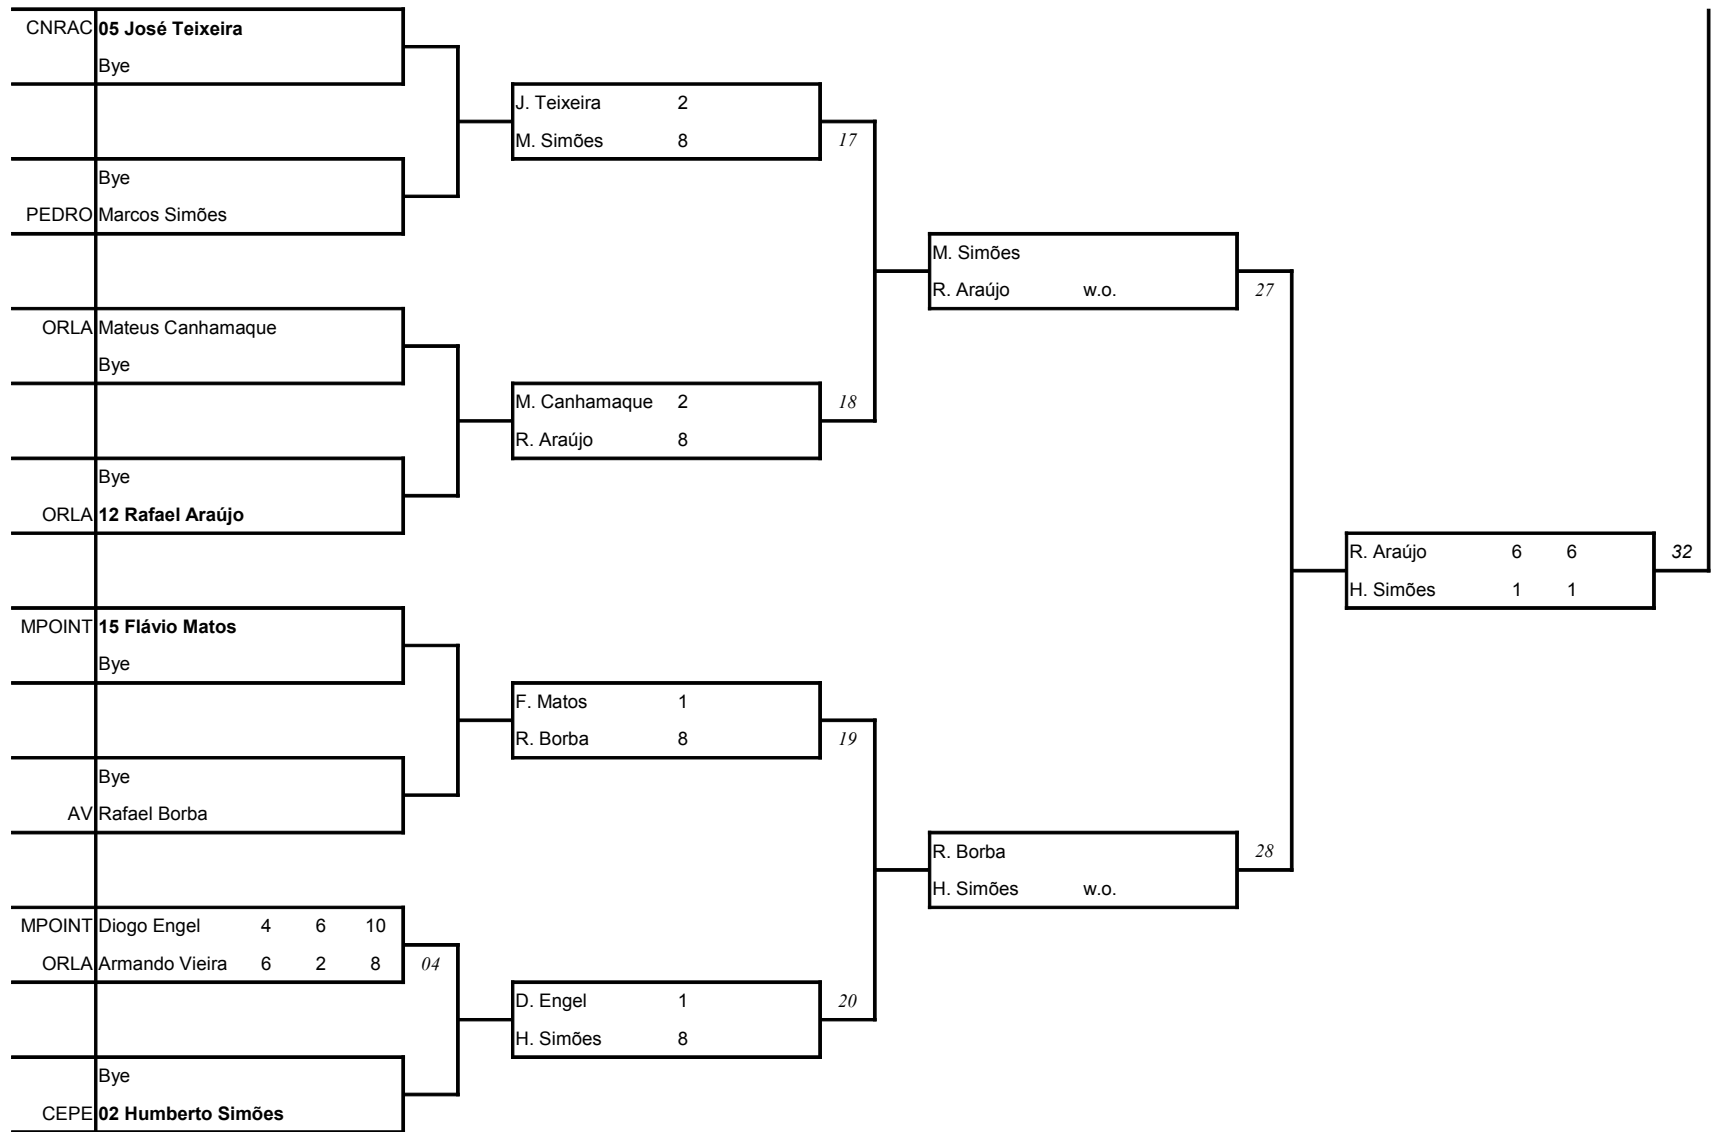 CNRAC 05 José Teixeira
Bye
J. Teixeira 2
M. Simões 8 17
Bye
PEDRO Marcos Simões
M. Simões
R. Araújo w.o. 27
ORLA Mateus Canhamaque
Bye
M. Canhamaque 2 18
R. Araújo 8
Bye
ORLA 12 Rafael Araújo
R. Araújo 6 6 32
H. Simões 1 1
MPOINT 15 Flávio Matos
Bye
F. Matos 1
R. Borba 8 19
Bye
AV Rafael Borba
R. Borba 28
H. Simões w.o.
MPOINT Diogo Engel 4 6 10
ORLA Armando Vieira 6 2 8 04
D. Engel 1 20
H. Simões 8
Bye
CEPE 02 Humberto Simões